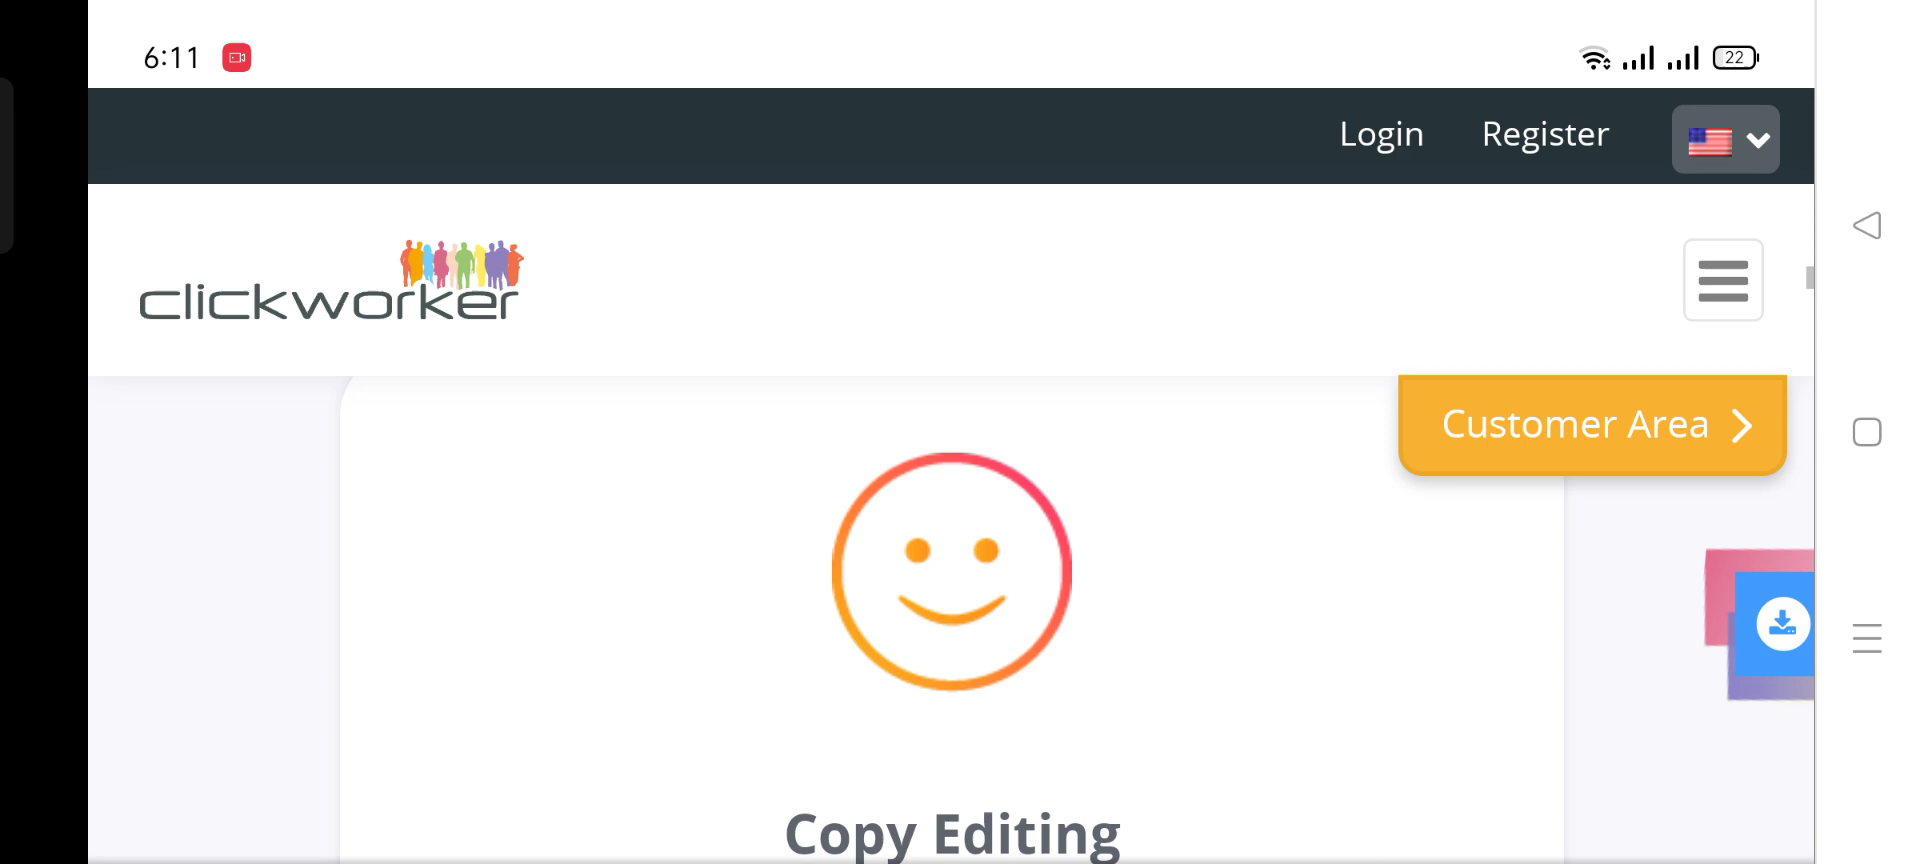 6:11
22
Login Register
clickworker
Customer Area
Copy Editing